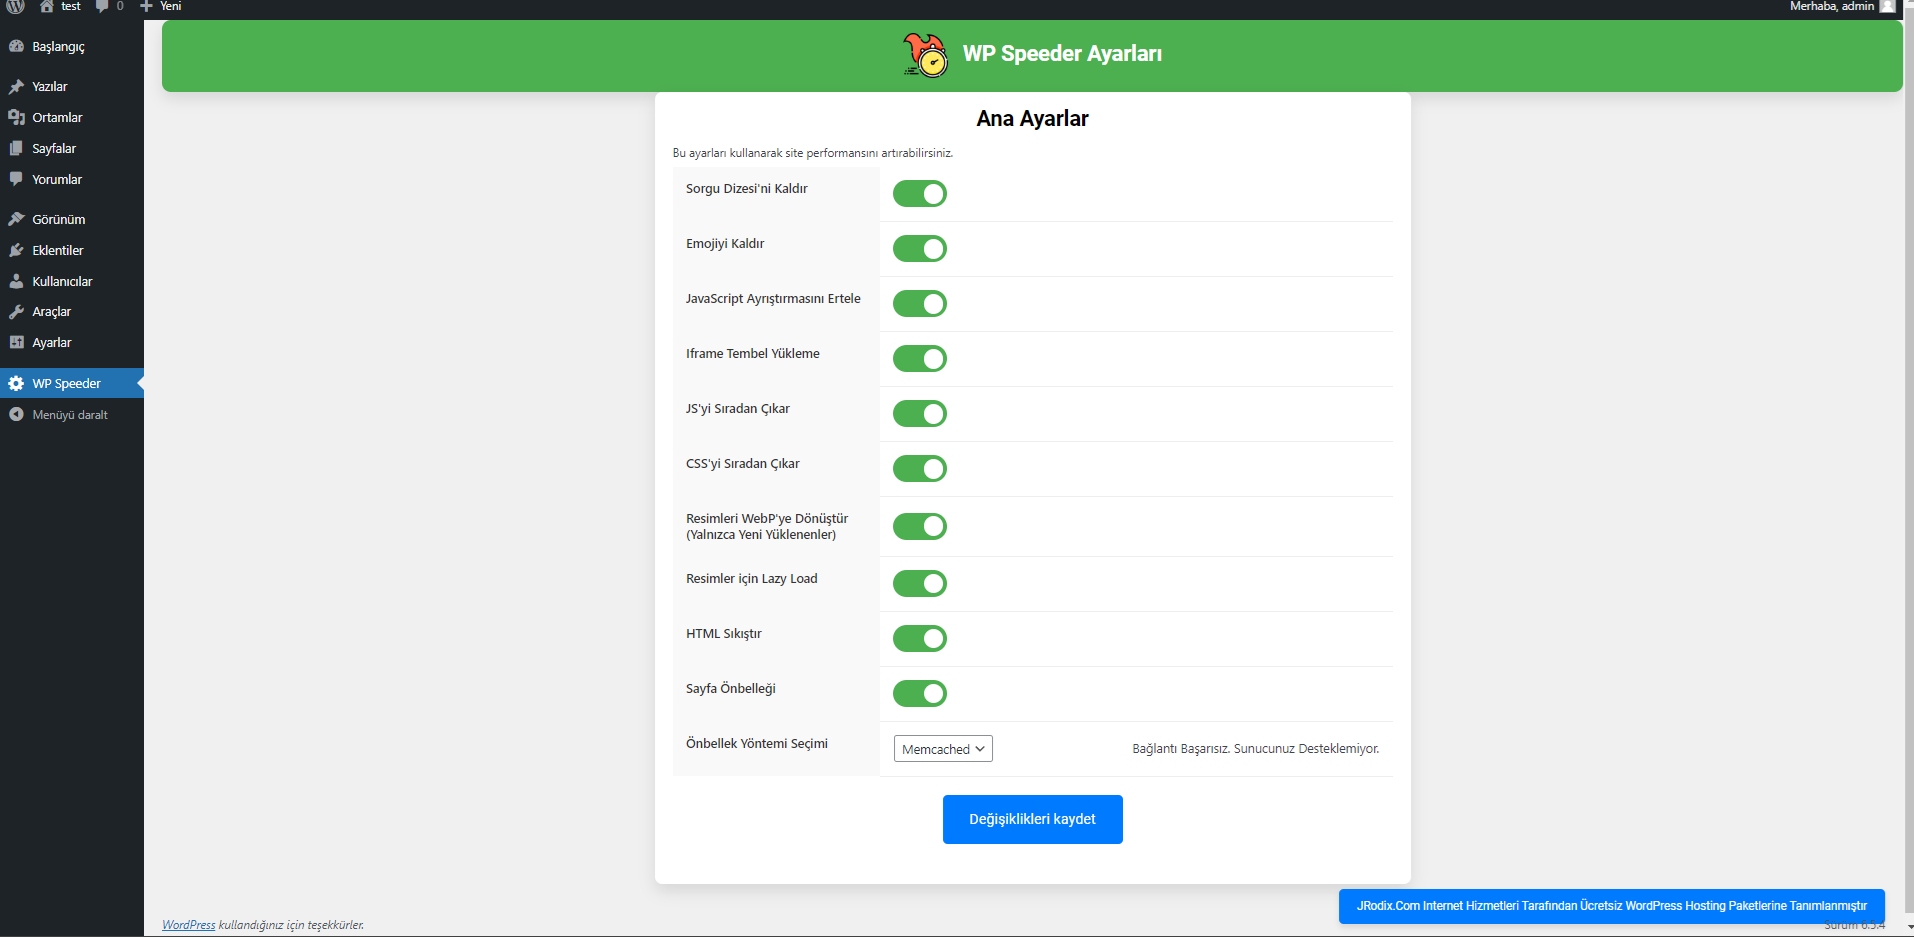 test
0
Yeni
Merhaba, admin
Başlangıç
Yazılar
Ortamlar
Sayfalar
Yorumlar
Görünüm
Eklentiler
Kullanıcılar
Araçlar
Ayarlar
WP Speeder
Menüyü daralt
WP Speeder Ayarları
Ana Ayarlar
Bu ayarları kullanarak site performansını artırabilirsiniz.
Sorgu Dizesi'ni Kaldır
Emojiyi Kaldır
JavaScript Ayrıştırmasını Ertele
Iframe Tembel Yükleme
JS'yi Sıradan Çıkar
CSS'yi Sıradan Çıkar
Resimleri WebP'ye Dönüştür
(Yalnızca Yeni Yüklenenler)
Resimler için Lazy Load
HTML Sıkıştır
Sayfa Önbelleği
Önbellek Yöntemi Seçimi
Memcached
Bağlantı Başarısız. Sunucunuz Desteklemiyor.
Değişiklikleri kaydet
JRodix.Com Internet Hizmetleri Tarafından Ücretsiz WordPress Hosting Paketlerine Tanımlanmıştır
WordPress kullandığınız için teşekkürler.
Sürüm 6.5.4